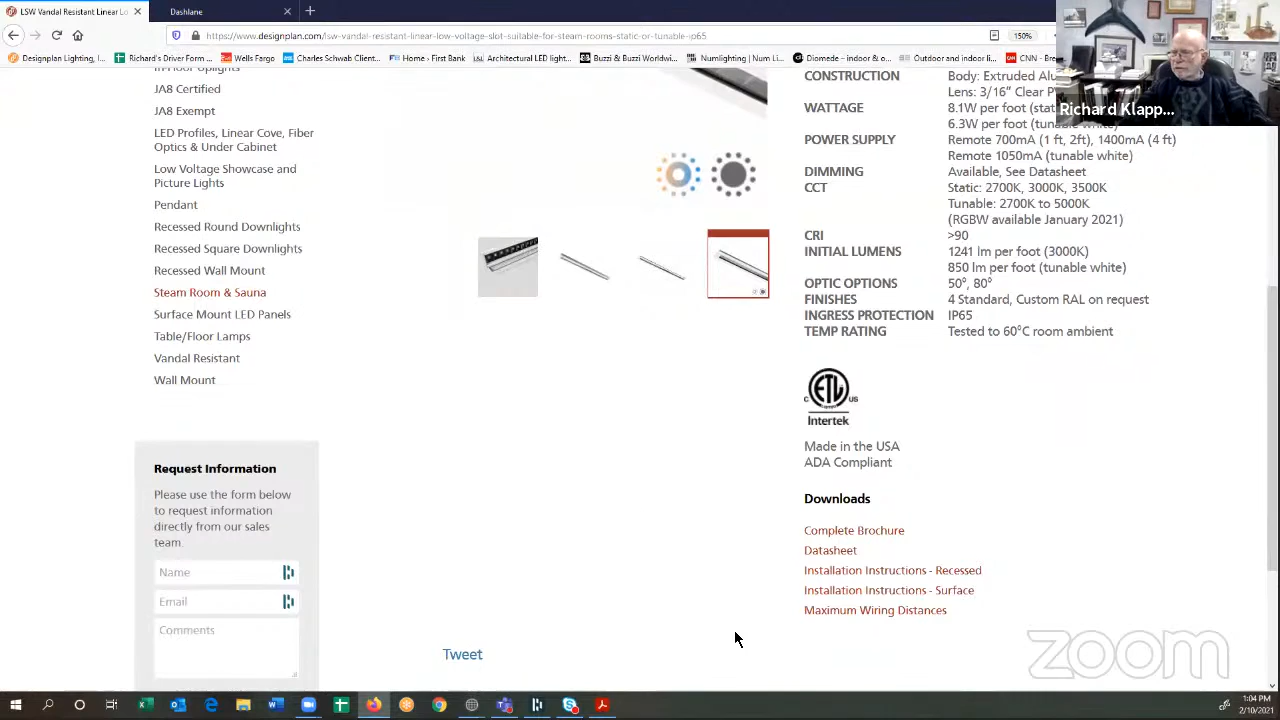 LSW Vandal Resistant Linear Lo
Dashlane
https://www.designplan.com/lsw-vandal-resistant-linear-low-voltage-slot-suitable-for-steam-rooms-static-or-tunable-ip65
150%
Designplan Lighting, I...
Richard's Driver Form...
Wells Fargo
Charles Schwab Client...
Home › First Bank
Architectural LED light...
Buzzi & Buzzi Worldwi...
Numlighting | Num Li...
Diomede – indoor & o...
Outdoor and indoor li...
CNN - Bre
In-Floor Uplights
JA8 Certified
JA8 Exempt
LED Profiles, Linear Cove, Fiber
Optics & Under Cabinet
Low Voltage Showcase and
Picture Lights
Pendant
Recessed Round Downlights
Recessed Square Downlights
Recessed Wall Mount
Steam Room & Sauna
Surface Mount LED Panels
Table/Floor Lamps
Vandal Resistant
Wall Mount
Request Information
Please use the form below
to request information
directly from our sales
team.
Name
Email
Comments
Tweet
CONSTRUCTION Body: Extruded Alu
Lens: 3/16" Clear P
WATTAGE 8.1W per foot (stat
6.3W per foot (tunable white)
POWER SUPPLY Remote 700mA (1 ft, 2ft), 1400mA (4 ft)
Remote 1050mA (tunable white)
DIMMING Available, See Datasheet
CCT Static: 2700K, 3000K, 3500K
Tunable: 2700K to 5000K
(RGBW available January 2021)
CRI >90
INITIAL LUMENS 1241 lm per foot (3000K)
850 lm per foot (tunable white)
OPTIC OPTIONS 50⁰, 80⁰
FINISHES 4 Standard, Custom RAL on request
INGRESS PROTECTION IP65
TEMP RATING Tested to 60⁰C room ambient
ETL
C US
Intertek
Made in the USA
ADA Compliant
Downloads
Complete Brochure
Datasheet
Installation Instructions - Recessed
Installation Instructions - Surface
Maximum Wiring Distances
Richard Klapp...
zoom
1:04 PM
2/10/2021